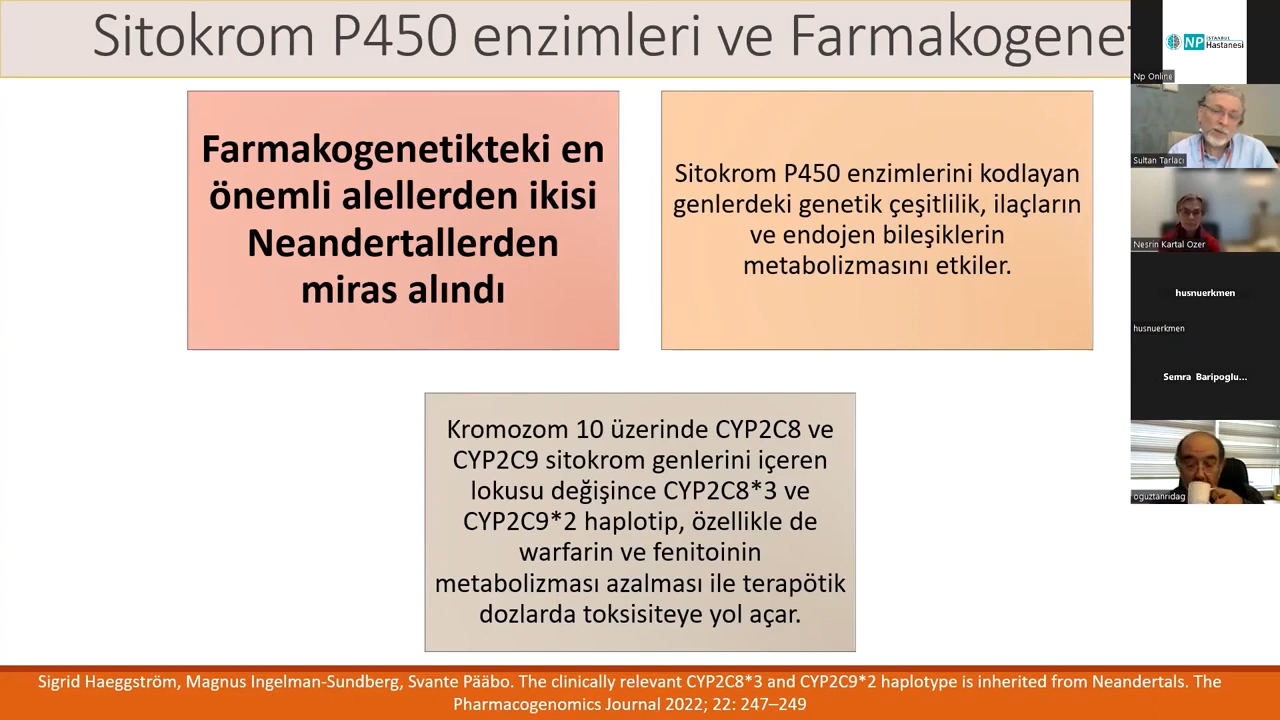 Sitokrom P450 enzimleri ve Farmakogenet
Farmakogenetikteki en
önemli alellerden ikisi
Neandertallerden
miras alındı
Sitokrom P450 enzimlerini kodlayan
genlerdeki genetik çeşitlilik, ilaçların
ve endojen bileşiklerin
metabolizmasını etkiler.
Kromozom 10 üzerinde CYP2C8 ve
CYP2C9 sitokrom genlerini içeren
lokusu değişince CYP2C8*3 ve
CYP2C9*2 haplotip, özellikle de
warfarin ve fenitoinin
metabolizması azalması ile terapötik
dozlarda toksisiteye yol açar.
Sigrid Haeggström, Magnus Ingelman-Sundberg, Svante Pääbo. The clinically relevant CYP2C8*3 and CYP2C9*2 haplotype is inherited from Neandertals. The
Pharmacogenomics Journal 2022; 22: 247–249
NP İSTANBUL
Hastanesi
Np Online
Sultan Tarlacı
Nesrin Kartal Ozer
husnuerkmen
husnuerkmen
Semra Baripoglu...
oguztanridag